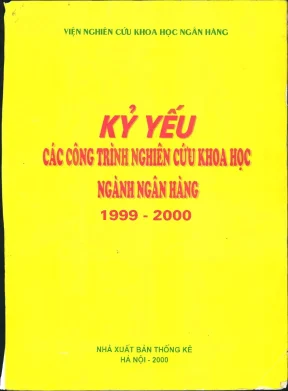 VIỆN NGHIÊN CỨU KHOA HỌC NGÂN HÀNG
KỶ YẾU
CÁC CÔNG TRÌNH NGHIÊN CỨU KHOA HỌC
NGÀNH NGÂN HÀNG
1999 - 2000
NHÀ XUẤT BẢN THỐNG KÊ
HÀ NỘI - 2000